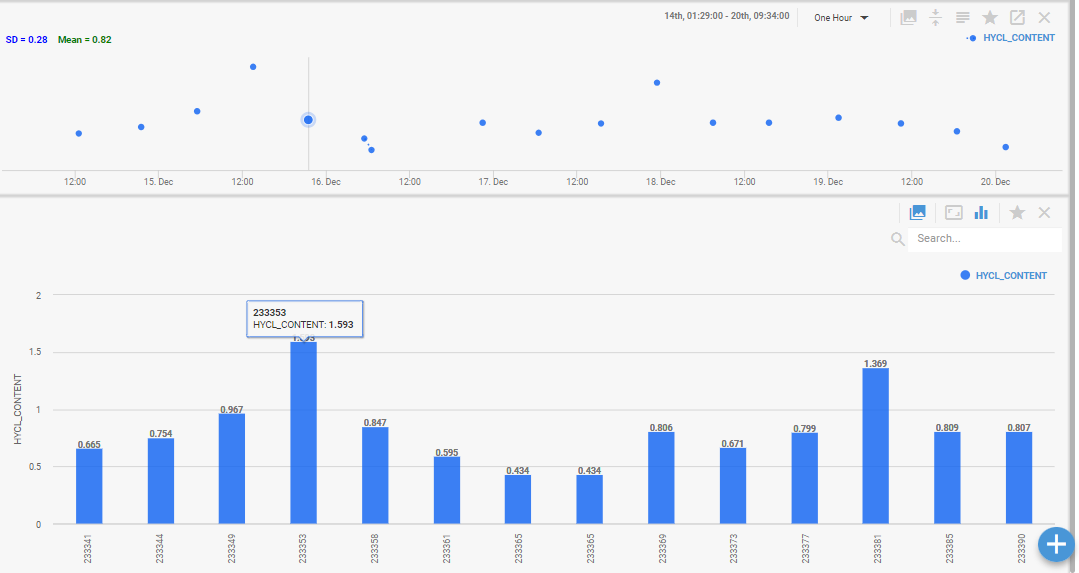 14th, 01:29:00 - 20th, 09:34:00 One Hour
SD = 0.28 Mean = 0.82
HYCL_CONTENT
12:00 15. Dec 12:00 16. Dec 12:00 17. Dec 12:00 18. Dec 12:00 19. Dec 12:00 20. Dec
Search...
HYCL_CONTENT
HYCL_CONTENT
2
1.5
1
0.5
0
233353
HYCL_CONTENT: 1.593
0.665 0.754 0.967 0.847 0.595 0.434 0.434 0.806 0.671 0.799 1.369 0.809 0.807
233341 233344 233349 233353 233358 233361 233365 233365 233369 233373 233377 233381 233385 233390